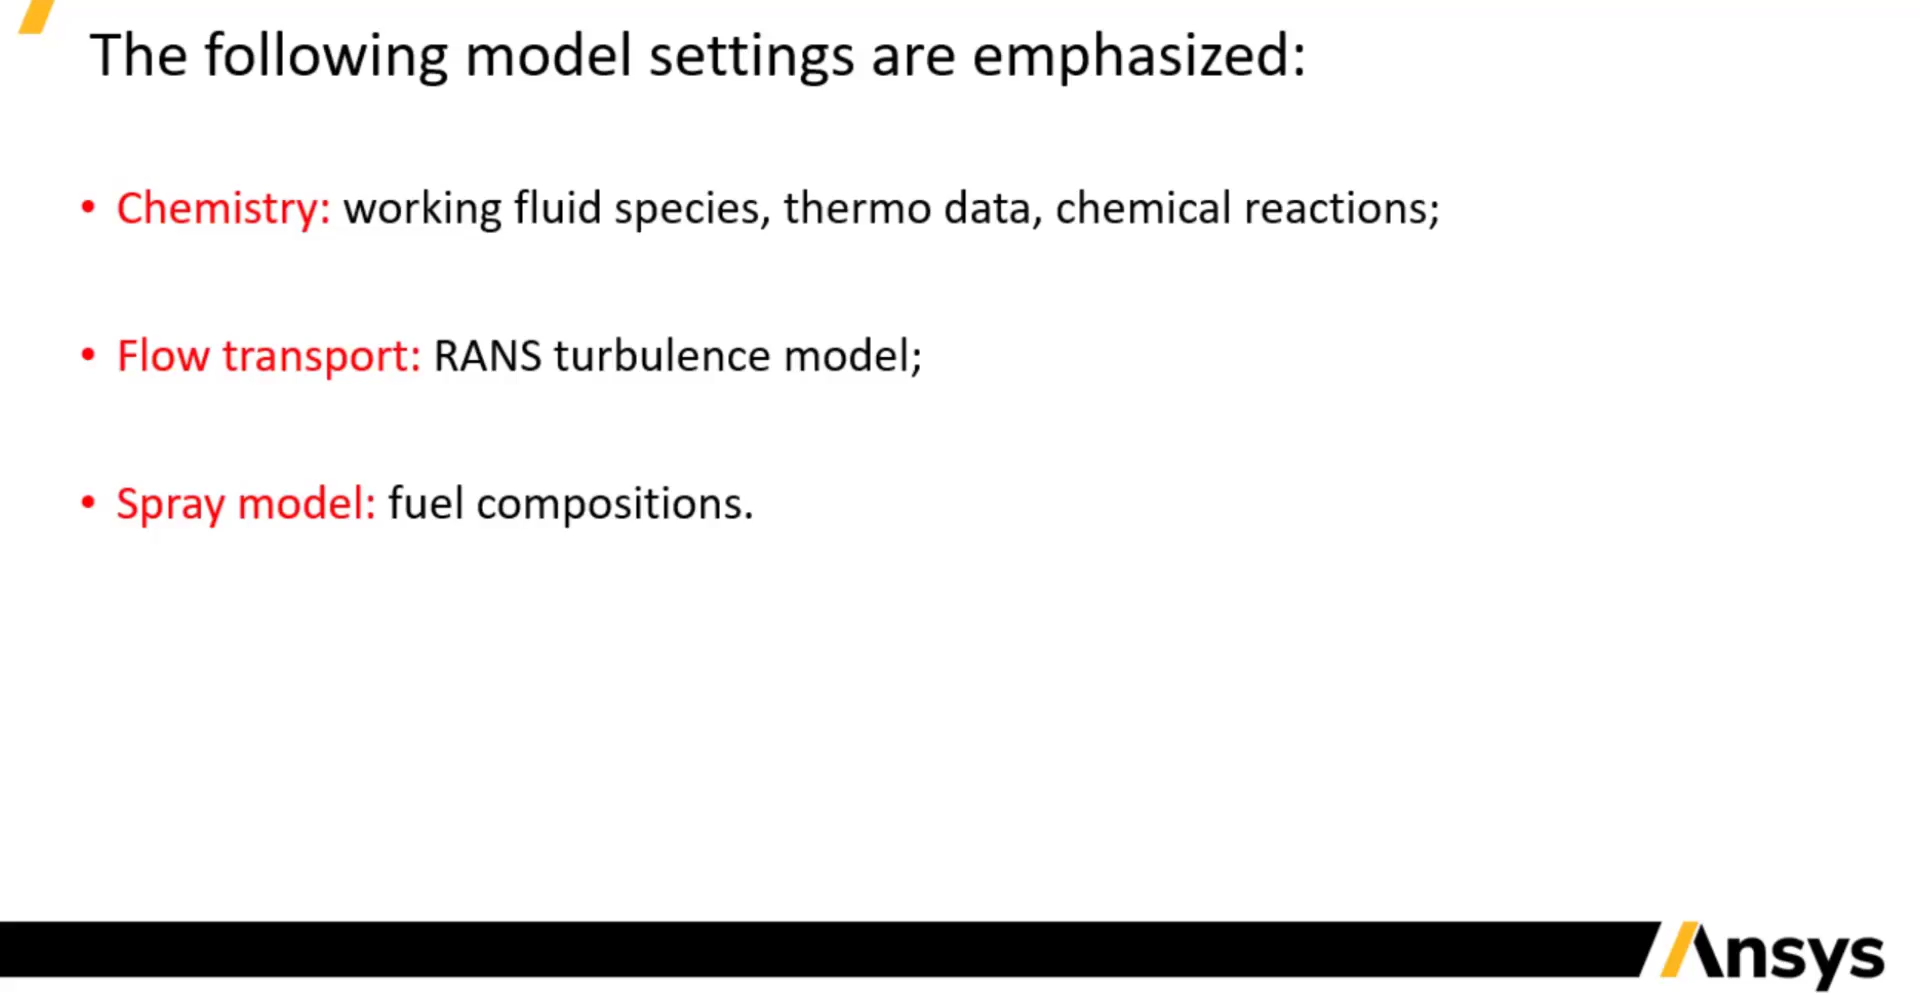 The following model settings are emphasized:
• Chemistry: working fluid species, thermo data, chemical reactions;
• Flow transport: RANS turbulence model;
• Spray model: fuel compositions.
Ansys